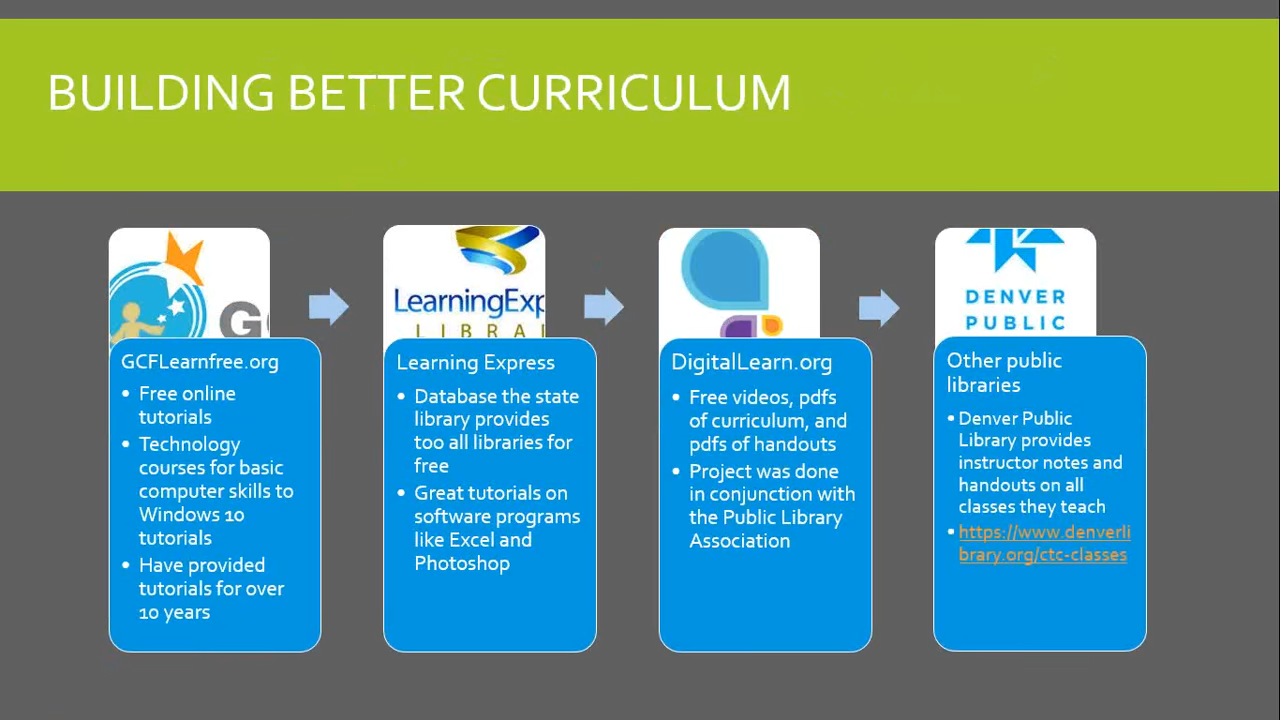 BUILDING BETTER CURRICULUM
G
LearningExp
LIBRA
DENVER
PUBLIC
GCFLearnfree.org
• Free online
tutorials
• Technology
courses for basic
computer skills to
Windows 10
tutorials
• Have provided
tutorials for over
10 years
Learning Express
• Database the state
library provides
too all libraries for
free
• Great tutorials on
software programs
like Excel and
Photoshop
DigitalLearn.org
• Free videos, pdfs
of curriculum, and
pdfs of handouts
• Project was done
in conjunction with
the Public Library
Association
Other public
libraries
• Denver Public
Library provides
instructor notes and
handouts on all
classes they teach
• https://www.denverli
brary.org/ctc-classes